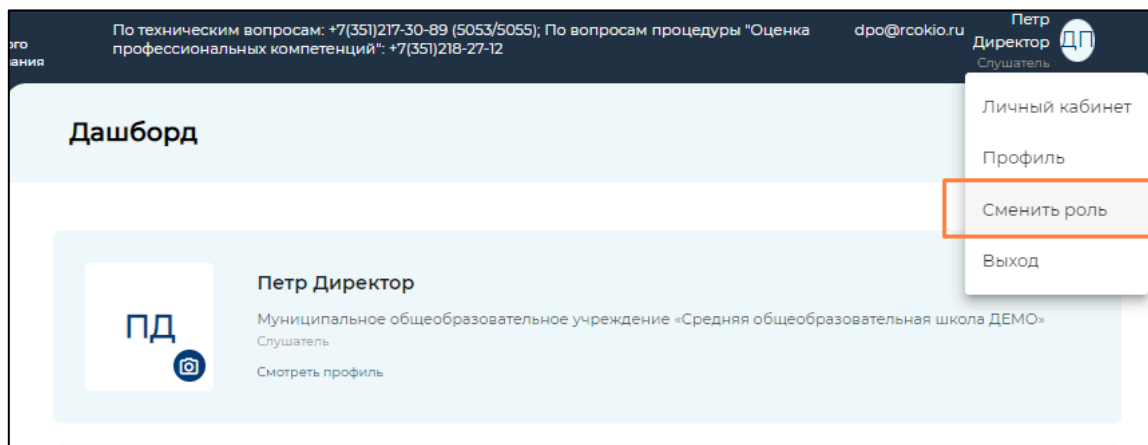 ого
ания
По техническим вопросам: +7(351)217-30-89 (5053/5055); По вопросам процедуры "Оценка
профессиональных компетенций": +7(351)218-27-12
dpo@rcokio.ru
Петр
Директор
Слушатель
ДП
Личный кабинет
Профиль
Сменить роль
Выход
Дашборд
ПД
Петр Директор
Муниципальное общеобразовательное учреждение «Средняя общеобразовательная школа ДЕМО»
Слушатель
Смотреть профиль